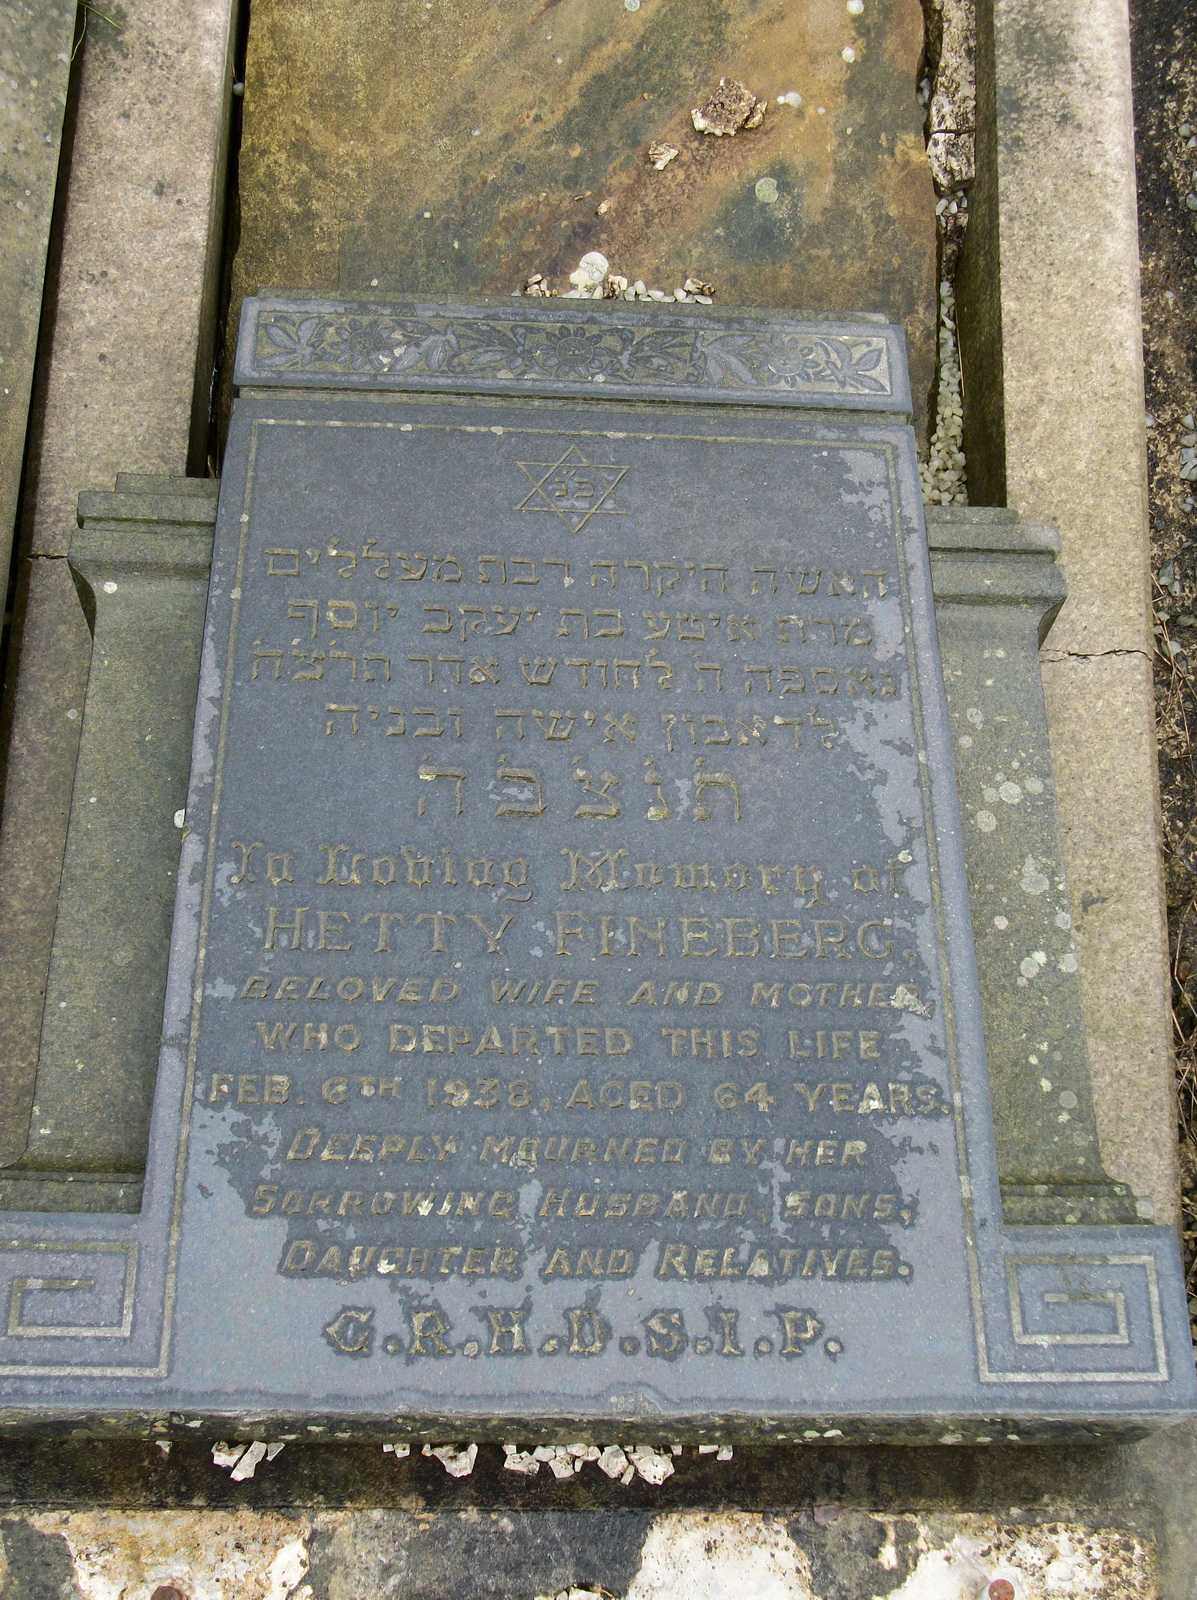 פ נ
האשה היקרה רבת מעללים
מרת איטע בת יעקב יוסף
נאספה ה לחודש אדר תרצ״ח
לדאבון אישה ובניה
תנצבה
In Loving Memory of
HETTY FINEBERG,
BELOVED WIFE AND MOTHER,
WHO DEPARTED THIS LIFE
FEB. 6TH 1938, AGED 64 YEARS.
DEEPLY MOURNED BY HER
SORROWING HUSBAND, SONS,
DAUGHTER AND RELATIVES.
G.R.H.D.S.I.P.